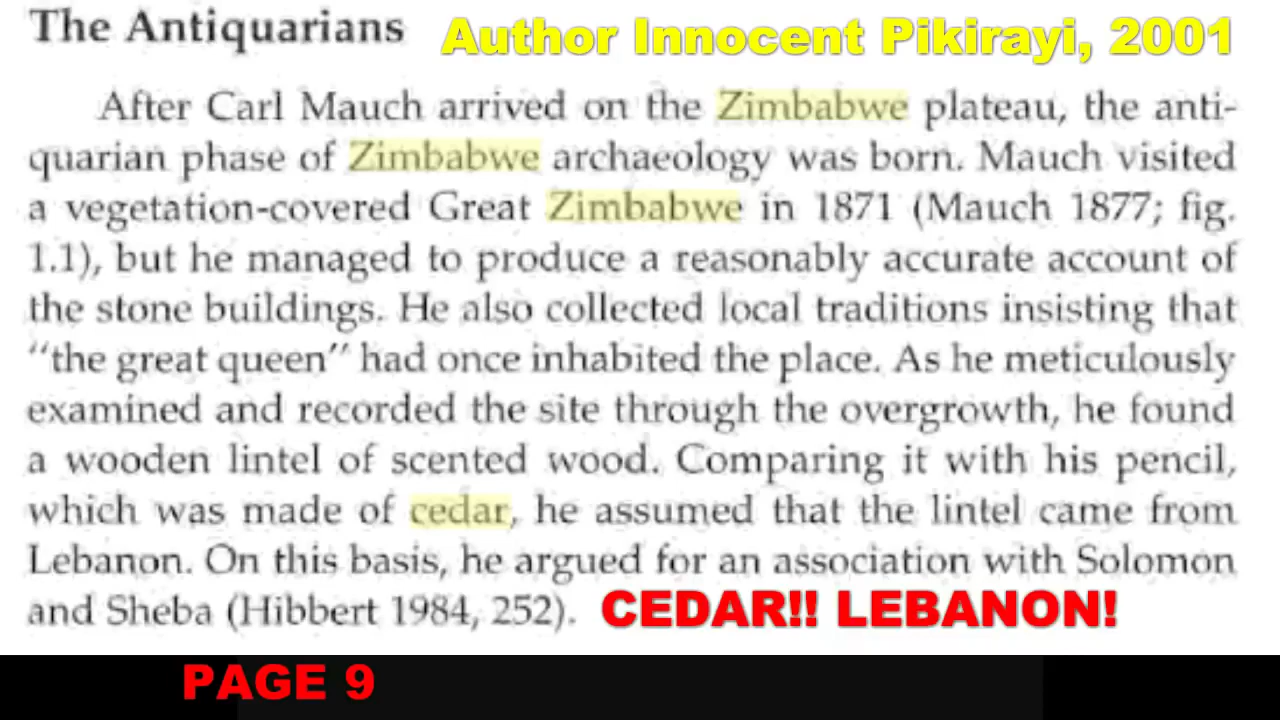 The Antiquarians
Author Innocent Pikirayi, 2001
After Carl Mauch arrived on the Zimbabwe plateau, the anti-
quarian phase of Zimbabwe archaeology was born. Mauch visited
a vegetation-covered Great Zimbabwe in 1871 (Mauch 1877; fig.
1.1), but he managed to produce a reasonably accurate account of
the stone buildings. He also collected local traditions insisting that
“the great queen” had once inhabited the place. As he meticulously
examined and recorded the site through the overgrowth, he found
a wooden lintel of scented wood. Comparing it with his pencil,
which was made of cedar, he assumed that the lintel came from
Lebanon. On this basis, he argued for an association with Solomon
and Sheba (Hibbert 1984, 252).
CEDAR!! LEBANON!
PAGE 9